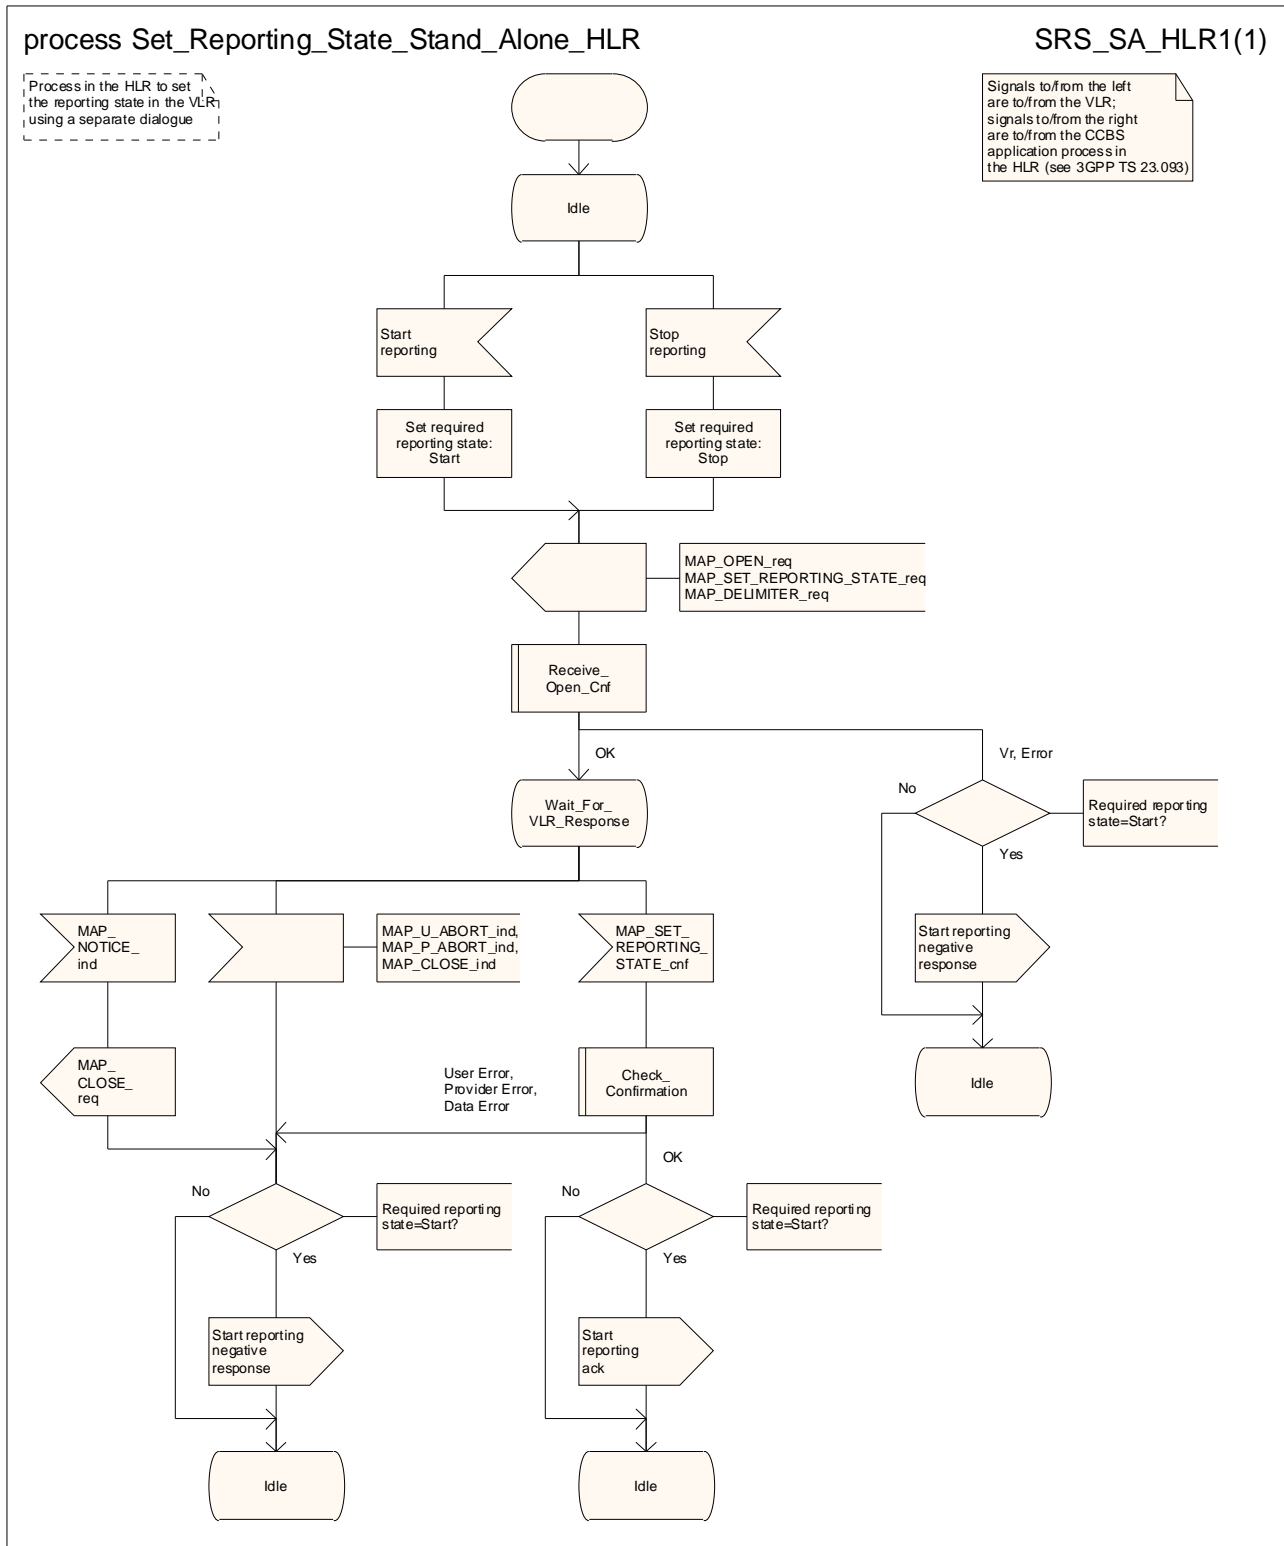 process Set_Reporting_State_Stand_Alone_HLR
SRS_SA_HLR1(1)
Process in the HLR to set
the reporting state in the VLR
using a separate dialogue
Signals to/from the left
are to/from the VLR;
signals to/from the right
are to/from the CCBS
application process in
the HLR (see 3GPP TS 23.093)
Idle
Start
reporting
Stop
reporting
Set required
reporting state:
Start
Set required
reporting state:
Stop
MAP_OPEN_req
MAP_SET_REPORTING_STATE_req
MAP_DELIMITER_req
Receive_
Open_Cnf
OK
Vr, Error
Wait_For_
VLR_Response
No
Required reporting
state=Start?
Yes
MAP_
NOTICE_
ind
MAP_U_ABORT_ind,
MAP_P_ABORT_ind,
MAP_CLOSE_ind
MAP_SET_
REPORTING_
STATE_cnf
Start reporting
negative
response
MAP_
CLOSE_
req
User Error,
Provider Error,
Data Error
Check_
Confirmation
Idle
OK
No
Required reporting
state=Start?
Yes
No
Required reporting
state=Start?
Yes
Start reporting
negative
response
Start
reporting
ack
Idle
Idle